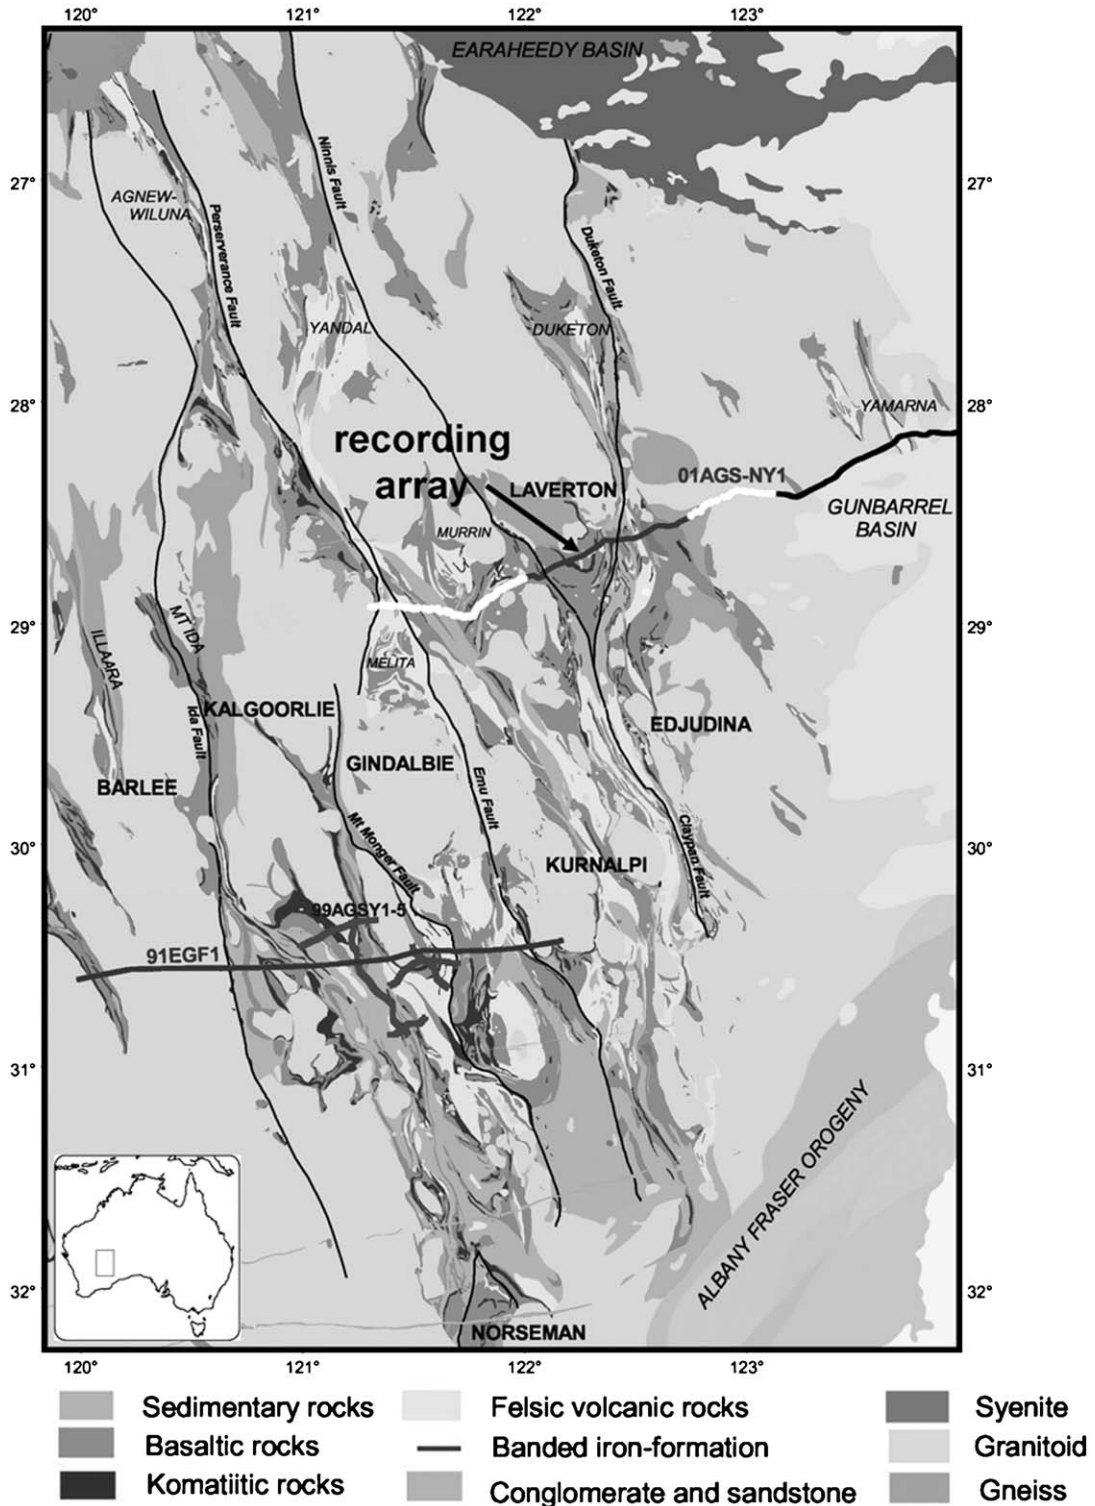 120°
121°
122°
123°
EARAHEEDY BASIN
27°
27°
AGNEW-
WILUNA
Ninnis Fault
Perserverance Fault
Duketon Fault
YANDAL
DUKETON
28°
28°
YAMARNA
recording
array
LAVERTON
01AGS-NY1
GUNBARREL
BASIN
MURRIN
29°
29°
MT IDA
ILLAARA
MELITA
KALGOORLIE
Ida Fault
EDJUDINA
GINDALBIE
BARLEE
Emu Fault
Mt Monger Fault
Claypan Fault
30°
30°
KURNALPI
99AGSY1-5
91EGF1
31°
31°
ALBANY FRASER OROGENY
32°
32°
NORSEMAN
120°
121°
122°
123°
Sedimentary rocks
Felsic volcanic rocks
Syenite
Basaltic rocks
Banded iron-formation
Granitoid
Komatiitic rocks
Conglomerate and sandstone
Gneiss